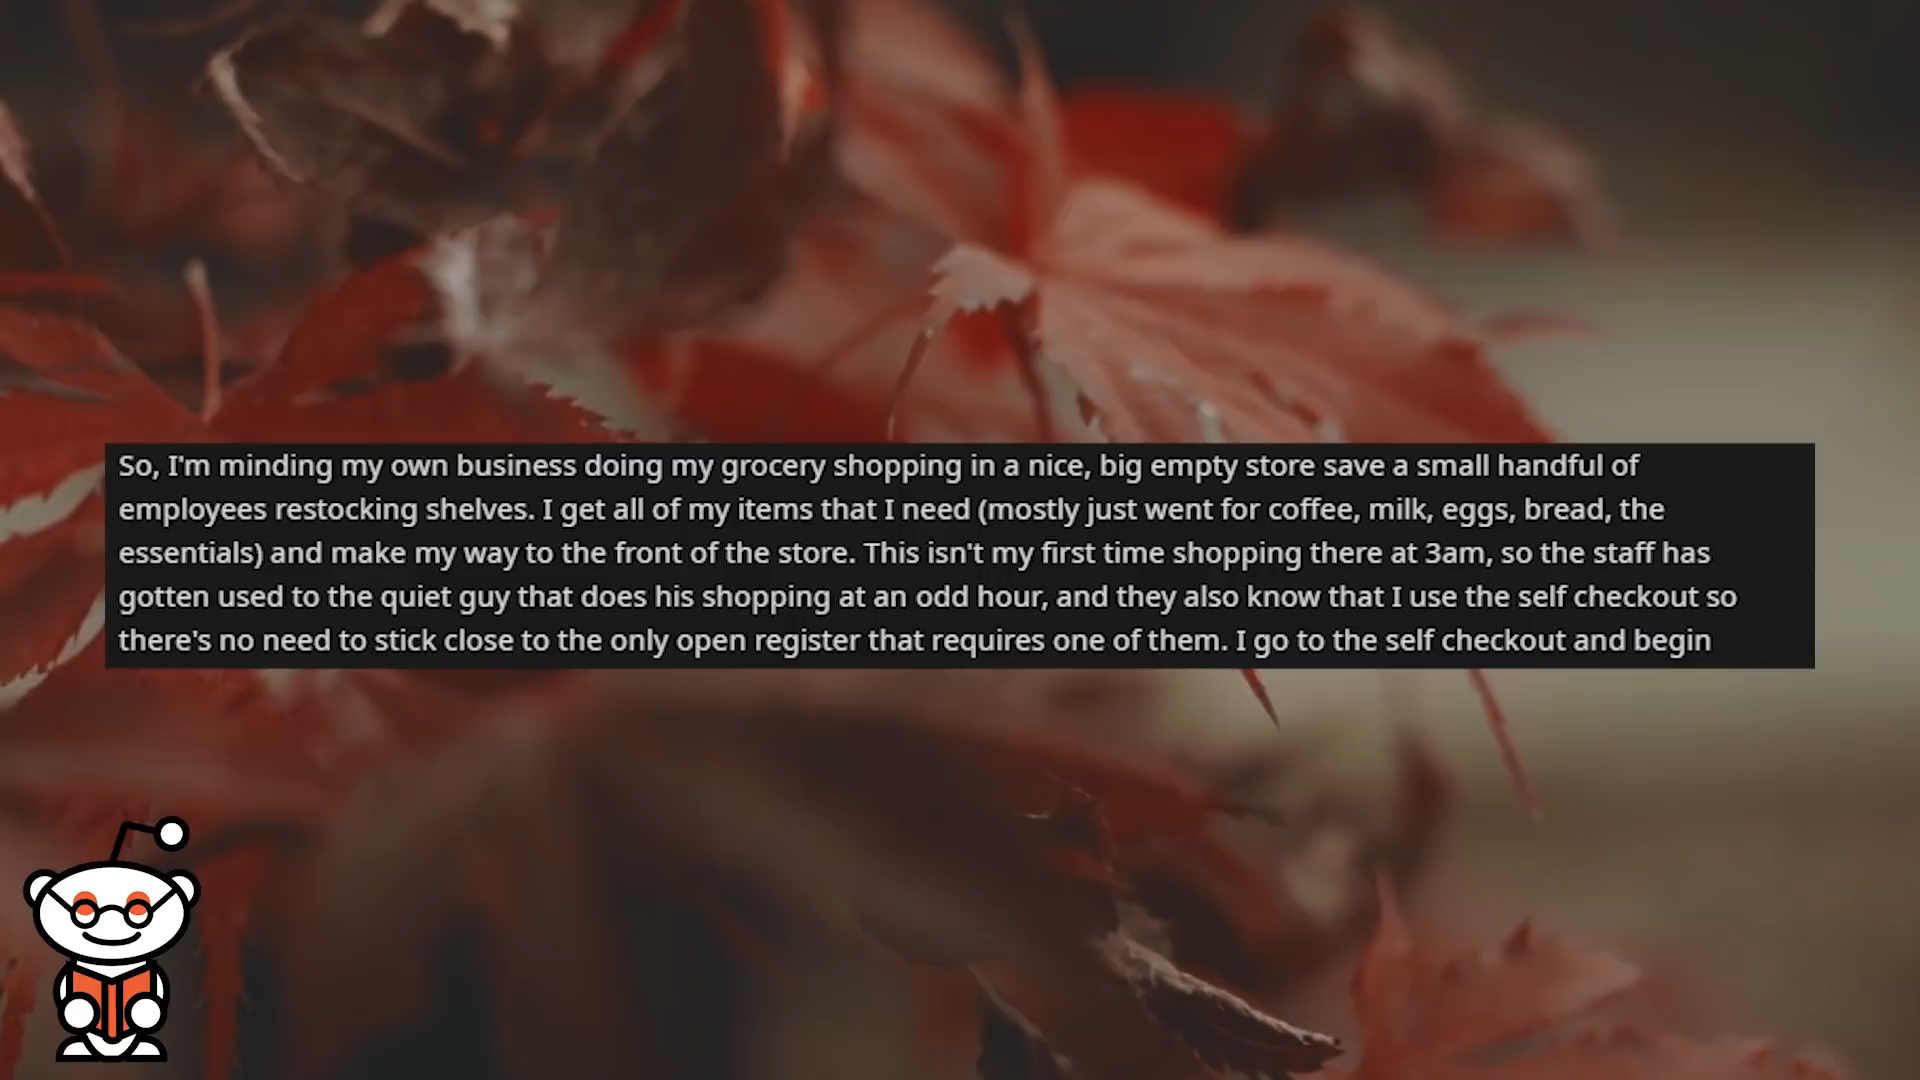 So, I'm minding my own business doing my grocery shopping in a nice, big empty store save a small handful of
employees restocking shelves. I get all of my items that I need (mostly just went for coffee, milk, eggs, bread, the
essentials) and make my way to the front of the store. This isn't my first time shopping there at 3am, so the staff has
gotten used to the quiet guy that does his shopping at an odd hour, and they also know that I use the self checkout so
there's no need to stick close to the only open register that requires one of them. I go to the self checkout and begin